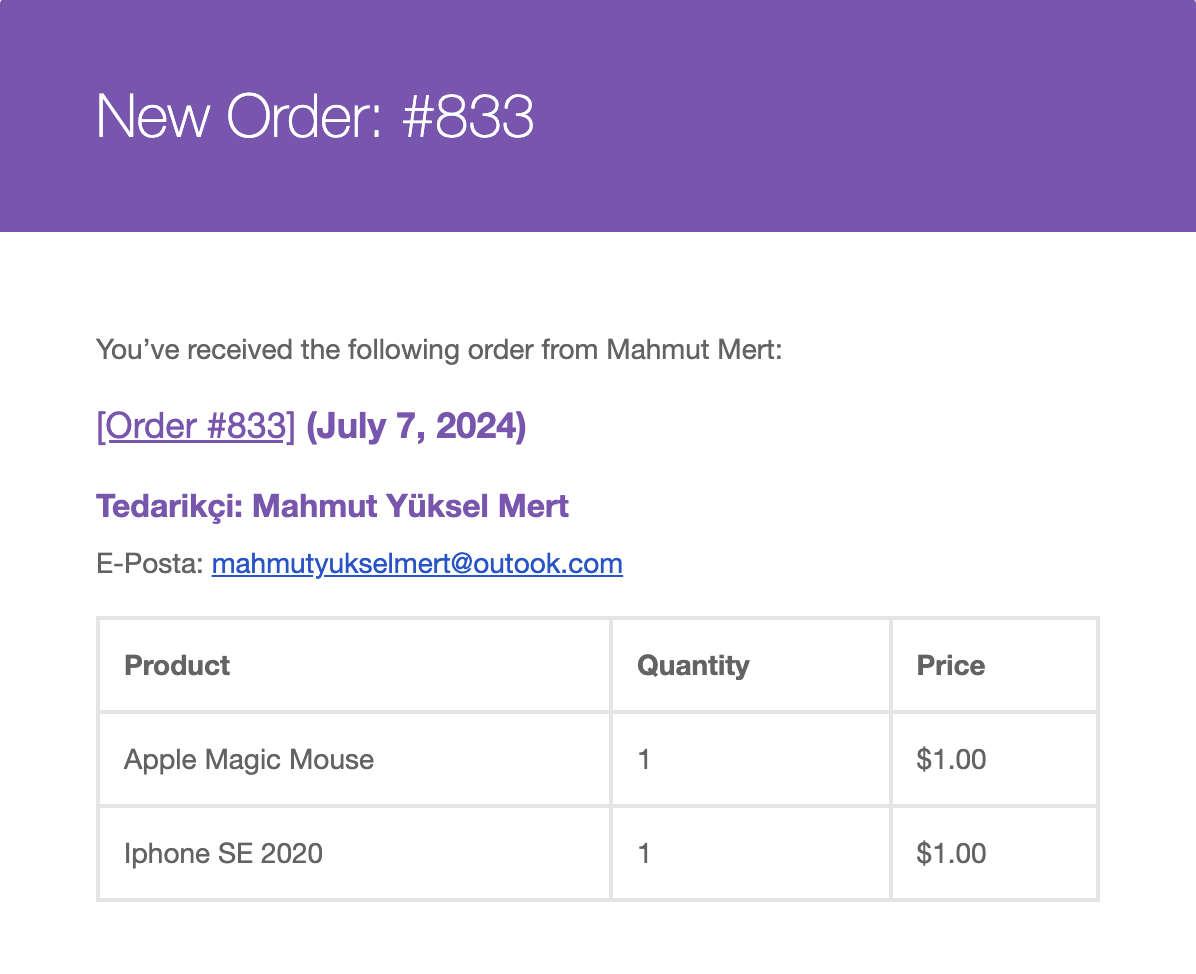 New Order: #833
You’ve received the following order from Mahmut Mert:
[Order #833] (July 7, 2024)
Tedarikçi: Mahmut Yüksel Mert
E-Posta: mahmutyukselmert@outook.com
Product Quantity Price
Apple Magic Mouse 1 $1.00
Iphone SE 2020 1 $1.00